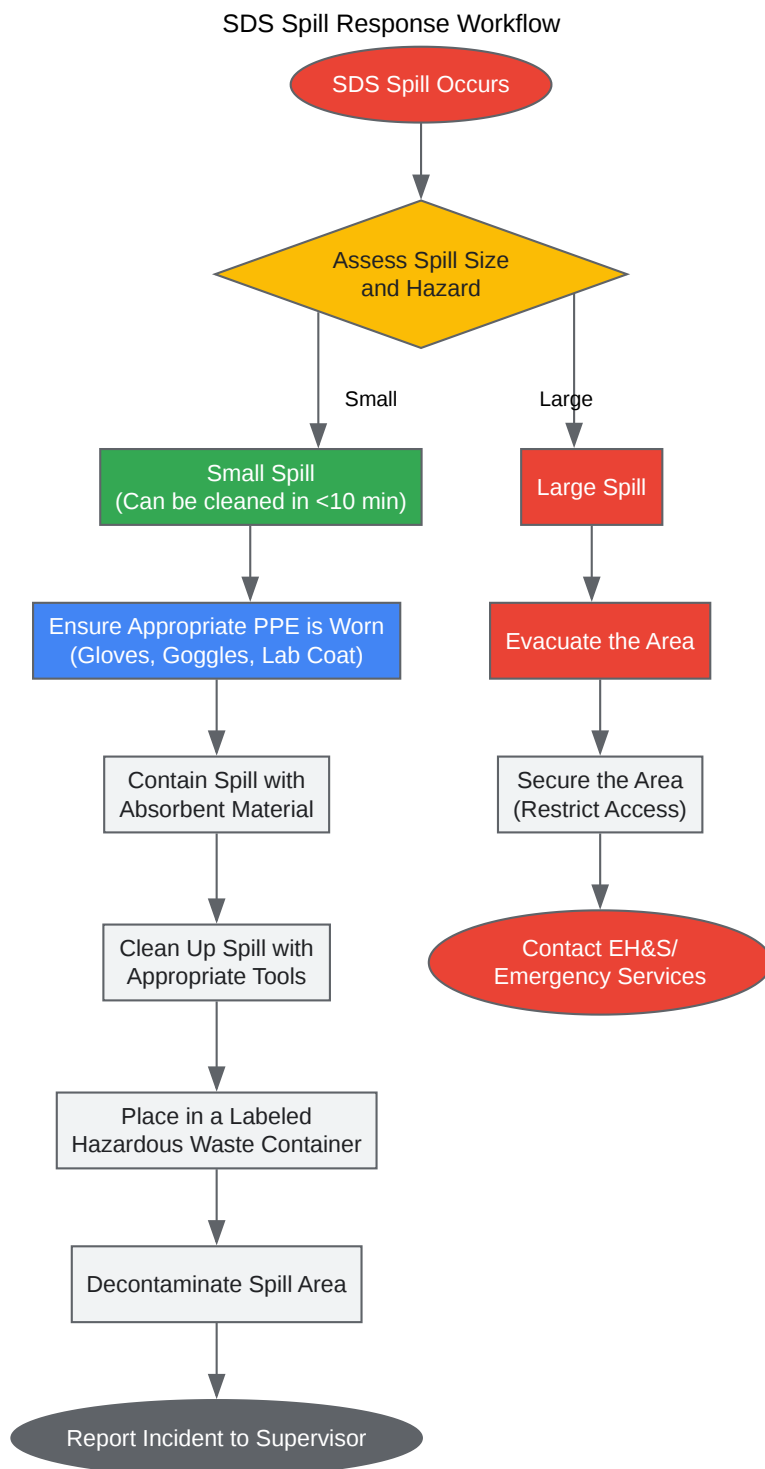 SDS Spill Response Workflow
SDS Spill Occurs
Assess Spill Size
and Hazard
Small
Large
Small Spill
(Can be cleaned in <10 min)
Large Spill
Ensure Appropriate PPE is Worn
(Gloves, Goggles, Lab Coat)
Evacuate the Area
Contain Spill with
Absorbent Material
Secure the Area
(Restrict Access)
Clean Up Spill with
Appropriate Tools
Contact EH&S/
Emergency Services
Place in a Labeled
Hazardous Waste Container
Decontaminate Spill Area
Report Incident to Supervisor